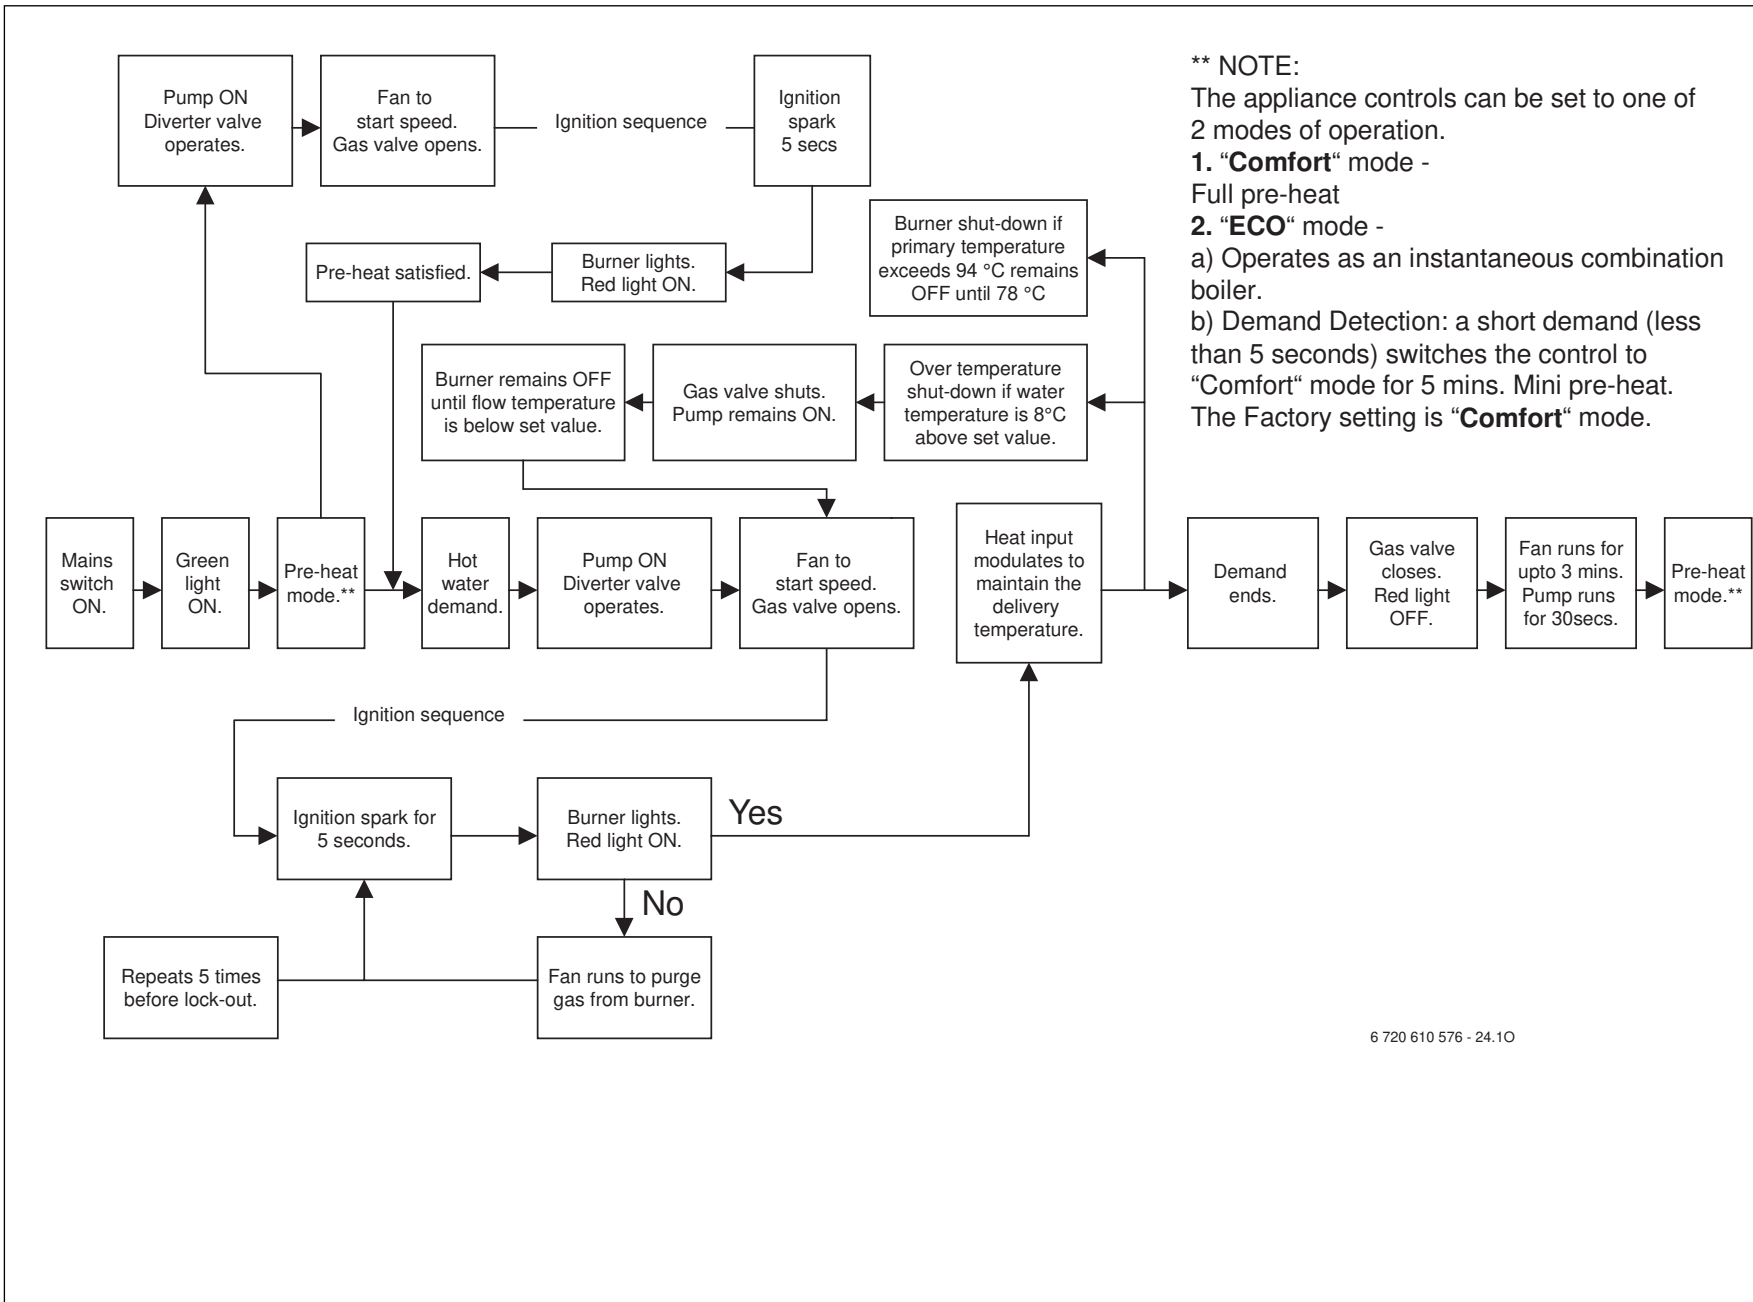 Pump ON
Diverter valve
operates.
Fan to
start speed.
Gas valve opens.
Ignition sequence
Ignition
spark
5 secs
** NOTE:
The appliance controls can be set to one of
2 modes of operation.
1. “Comfort“ mode -
Full pre-heat
2. “ECO“ mode -
a) Operates as an instantaneous combination
boiler.
b) Demand Detection: a short demand (less
than 5 seconds) switches the control to
“Comfort“ mode for 5 mins. Mini pre-heat.
The Factory setting is “Comfort“ mode.
Pre-heat satisfied.
Burner lights.
Red light ON.
Burner shut-down if
primary temperature
exceeds 94 °C remains
OFF until 78 °C
Burner remains OFF
until flow temperature
is below set value.
Gas valve shuts.
Pump remains ON.
Over temperature
shut-down if water
temperature is 8°C
above set value.
Mains
switch
ON.
Green
light
ON.
Pre-heat
mode.**
Hot
water
demand.
Pump ON
Diverter valve
operates.
Fan to
start speed.
Gas valve opens.
Heat input
modulates to
maintain the
delivery
temperature.
Demand
ends.
Gas valve
closes.
Red light
OFF.
Fan runs for
upto 3 mins.
Pump runs
for 30secs.
Pre-heat
mode.**
Ignition sequence
Ignition spark for
5 seconds.
Burner lights.
Red light ON.
Yes
No
Repeats 5 times
before lock-out.
Fan runs to purge
gas from burner.
6 720 610 576 - 24.1O